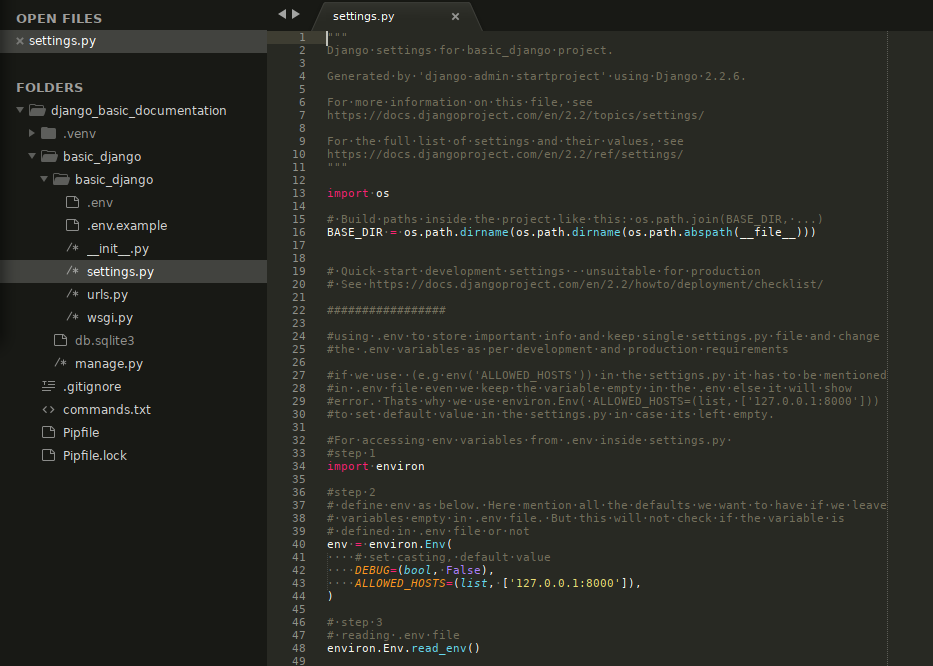 OPEN FILES
× settings.py
FOLDERS
django_basic_documentation
.venv
basic_django
basic_django
.env
.env.example
/* __init__.py
/* settings.py
/* urls.py
/* wsgi.py
db.sqlite3
/* manage.py
.gitignore
<> commands.txt
Pipfile
Pipfile.lock
settings.py ×
1 """
2 Django settings for basic_django project.
3
4 Generated by 'django-admin startproject' using Django 2.2.6.
5
6 For more information on this file, see
7 https://docs.djangoproject.com/en/2.2/topics/settings/
8
9 For the full list of settings and their values, see
10 https://docs.djangoproject.com/en/2.2/ref/settings/
11 """
12
13 import os
14
15 # Build paths inside the project like this: os.path.join(BASE_DIR, ...)
16 BASE_DIR = os.path.dirname(os.path.dirname(os.path.abspath(__file__)))
17
18
19 # Quick-start development settings - unsuitable for production
20 # See https://docs.djangoproject.com/en/2.2/howto/deployment/checklist/
21
22 #################
23
24 #using .env to store important info and keep single settings.py file and change
25 #the .env variables as per development and production requirements
26
27 #if we use  (e.g env('ALLOWED_HOSTS')) in the settigns.py it has to be mentioned
28 #in .env file even we keep the variable empty in the .env else it will show
29 #error. Thats why we use environ.Env( ALLOWED_HOSTS=(list, ['127.0.0.1:8000']))
30 #to set default value in the settings.py in case its left empty.
31
32 #For accessing env variables from .env inside settings.py
33 #step 1
34 import environ
35
36 #step 2
37 # define env as below. Here mention all the defaults we want to have if we leave
38 # variables empty in .env file. But this will not check if the variable is
39 # defined in .env file or not
40 env = environ.Env(
41     # set casting, default value
42     DEBUG=(bool, False),
43     ALLOWED_HOSTS=(list, ['127.0.0.1:8000']),
44 )
45
46 # step 3
47 # reading .env file
48 environ.Env.read_env()
49